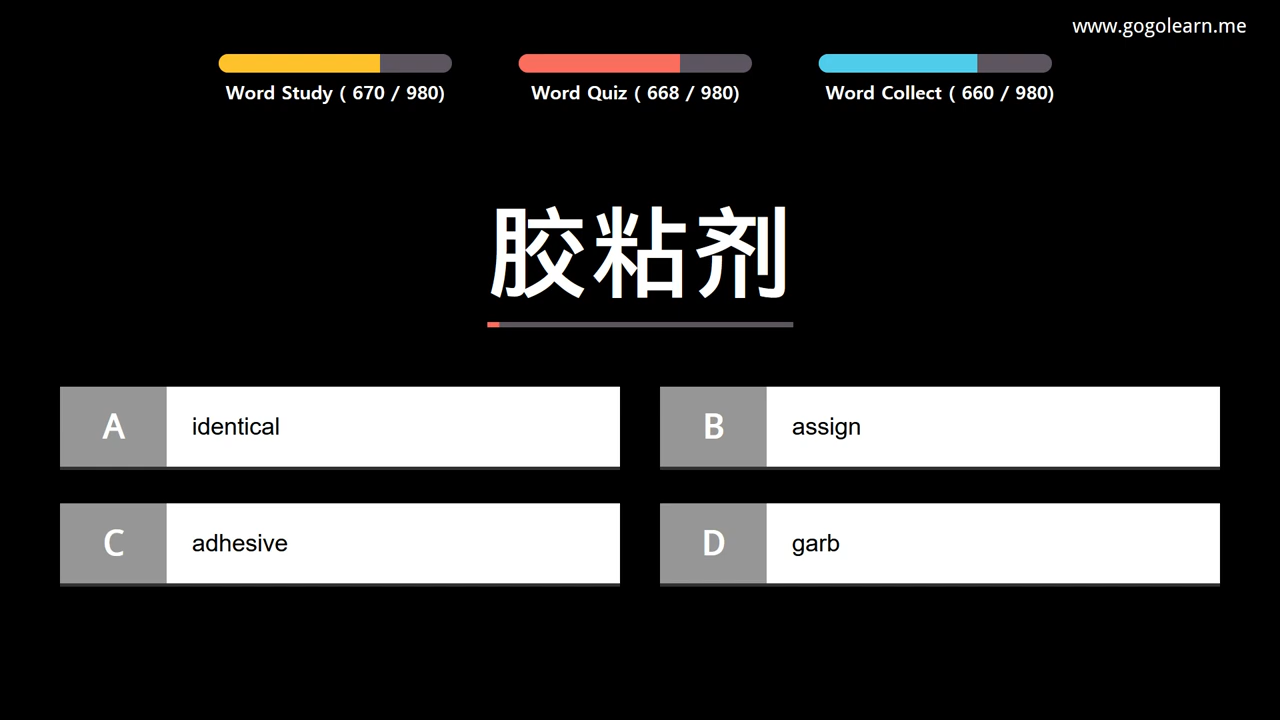 www.gogolearn.me
Word Study ( 670 / 980)
Word Quiz ( 668 / 980)
Word Collect ( 660 / 980)
胶粘剂
A identical
B assign
C adhesive
D garb